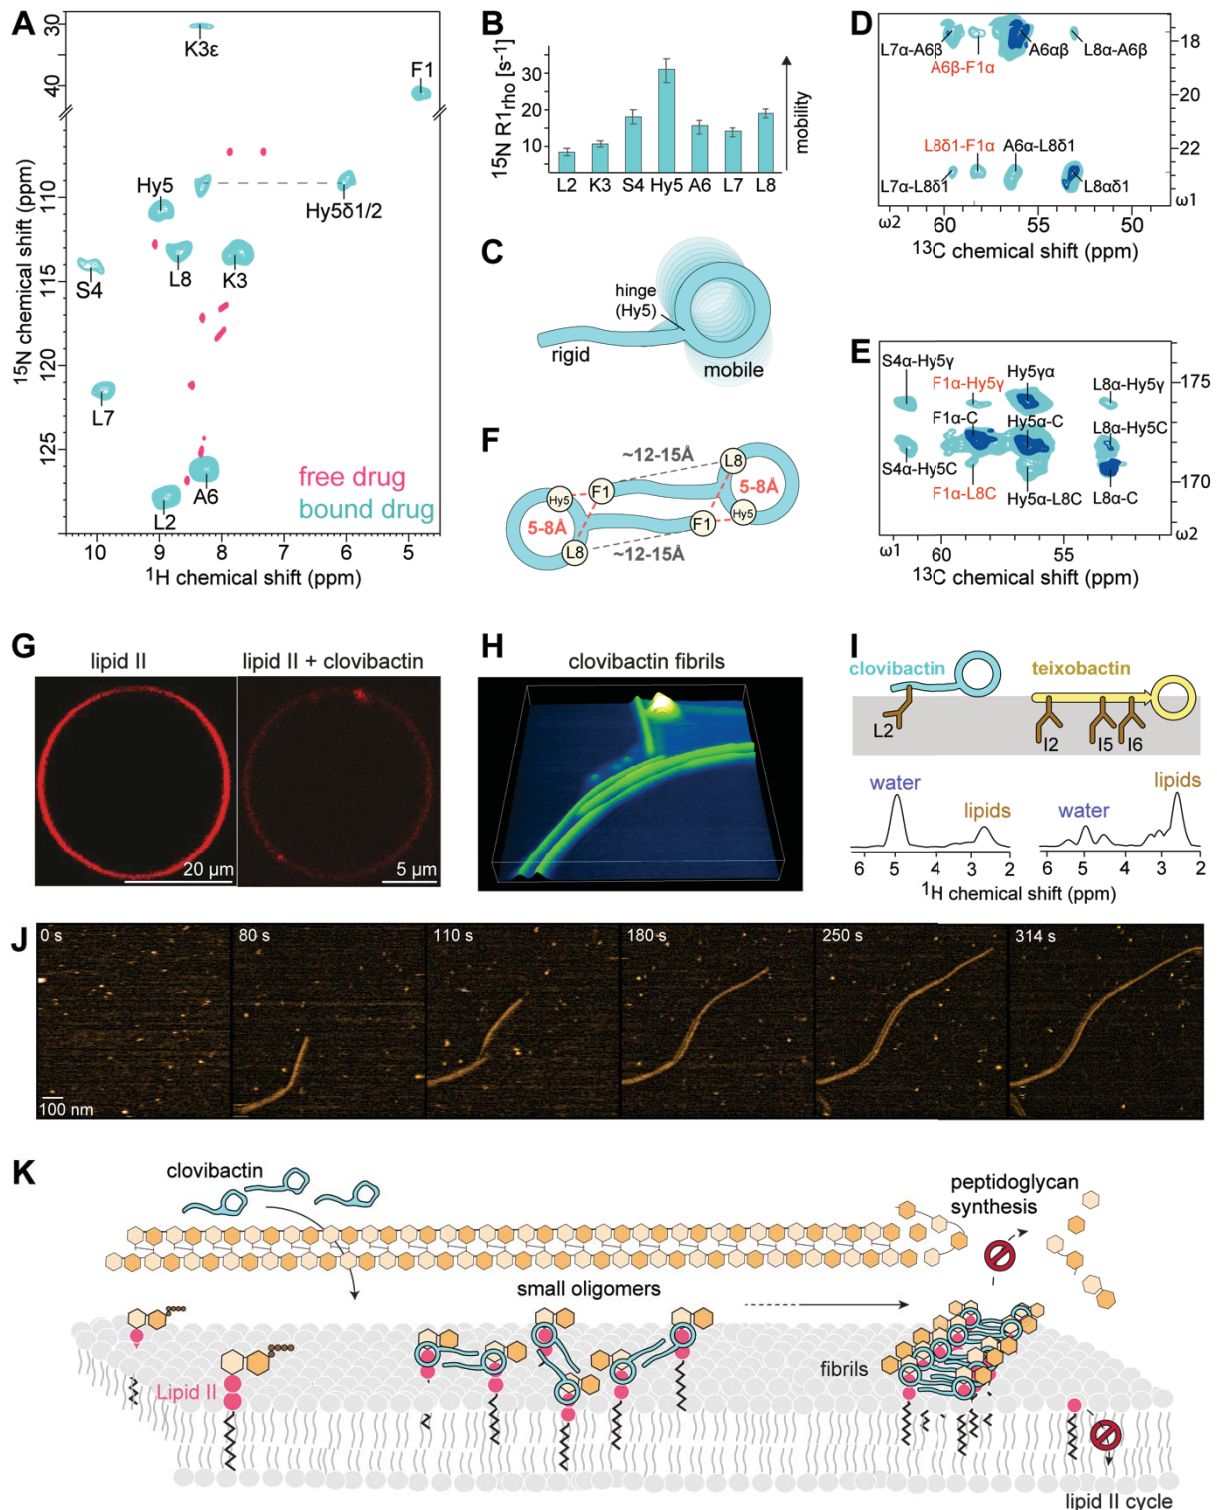 A
30
K3ε
F1
40
15N chemical shift (ppm)
110
Hy5
Hy5δ1/2
115
S4
L8
K3
120
L7
125
free drug
bound drug
A6
L2
10
9
8
7
6
5
4
1H chemical shift (ppm)
B
15N R1rho [s-1]
30
20
10
0
mobility
L2 K3 S4 Hy5 A6 L7 L8
C
hinge
(Hy5)
rigid
mobile
D
L7α-A6β
A6αβ
L8α-A6β
A6β-F1α
18
20
22
L8δ1-F1α
A6α-L8δ1
L7α-L8δ1
L8αδ1
ω1
ω2
60
55
50
13C chemical shift (ppm)
E
S4α-Hy5γ
Hy5γα
175
F1α-Hy5γ
L8α-Hy5γ
F1α-C
Hy5α-C
L8α-Hy5C
S4α-Hy5C
170
F1α-L8C
Hy5α-L8C
L8α-C
ω1
ω2
60
55
13C chemical shift (ppm)
F
~12-15Å
L8
Hy5
F1
5-8Å
5-8Å
F1
Hy5
L8
~12-15Å
G
lipid II
lipid II + clovibactin
20 µm
5 µm
H
clovibactin fibrils
I
clovibactin
teixobactin
L2
I2
I5
I6
water
lipids
water
lipids
6 5 4 3 2
6 5 4 3 2
1H chemical shift (ppm)
J
0 s
80 s
110 s
180 s
250 s
314 s
100 nm
K
clovibactin
peptidoglycan
synthesis
small oligomers
fibrils
Lipid II
lipid II cycle